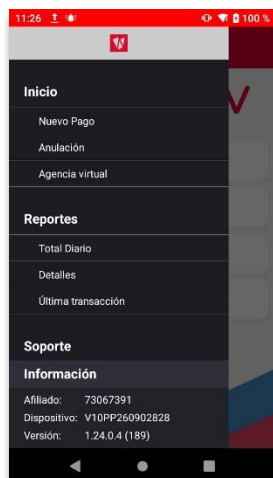 11:26 100 %
Inicio
Nuevo Pago
Anulación
Agencia virtual
Reportes
Total Diario
Detalles
Última transacción
Soporte
Información
Afiliado: 73067391
Dispositivo: V10PP260902828
Versión: 1.24.0.4 (189)